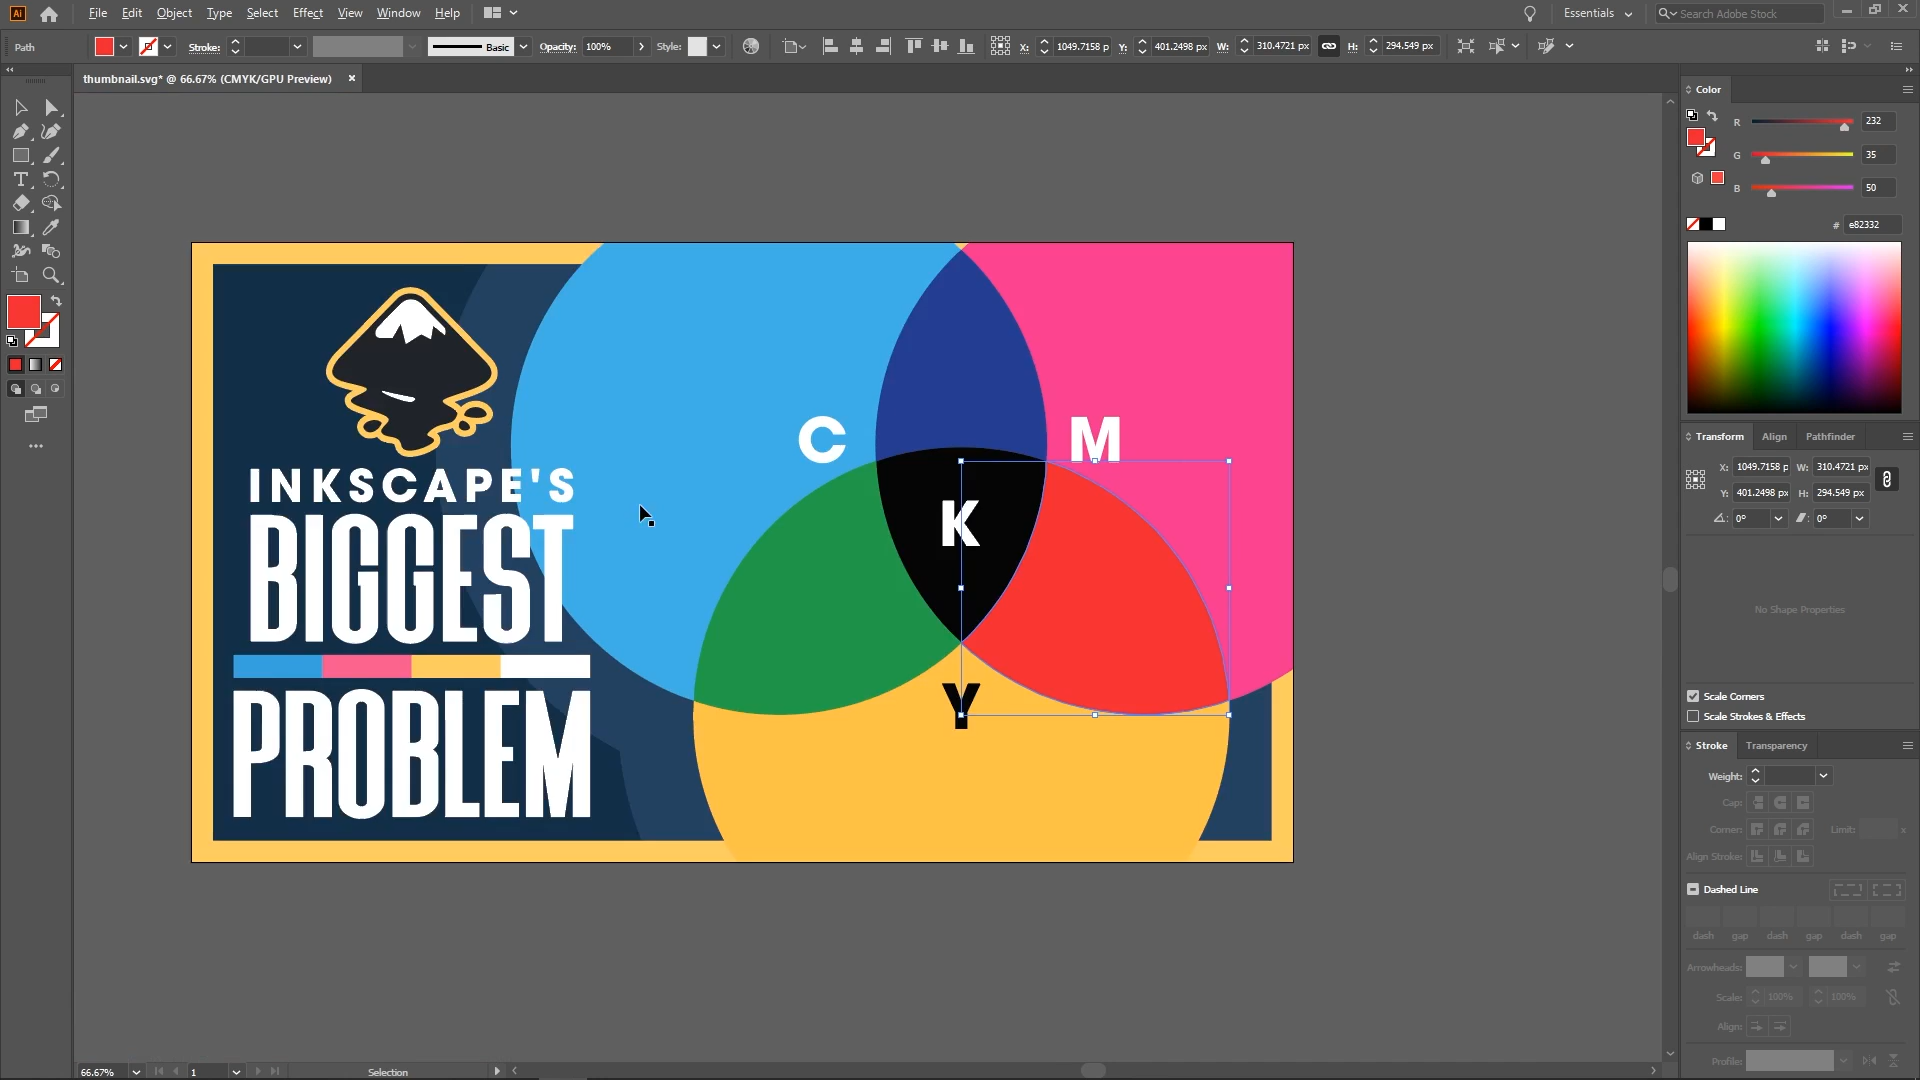 Ai File Edit Object Type Select Effect View Window Help Essentials Search Adobe Stock
Path Stroke: Basic Opacity: 100% Style: X: 1049.7158 p Y: 401.2498 px W: 310.4721 px H: 294.549 px
thumbnail.svg* @ 66.67% (CMYK/GPU Preview) ×
Color
R 232
G 35
B 50
# e82332
INKSCAPE'S
BIGGEST
PROBLEM
C
M
K
Y
Transform Align Pathfinder
X: 1049.7158 p W: 310.4721 px
Y: 401.2498 px H: 294.549 px
0° 0°
No Shape Properties
Scale Corners
Scale Strokes & Effects
Stroke Transparency
Weight:
Cap:
Corner: Limit: x
Align Stroke:
Dashed Line
dash gap dash gap dash gap
Arrowheads:
Scale: 100% 100%
Align:
Profile:
66.67% 1 Selection